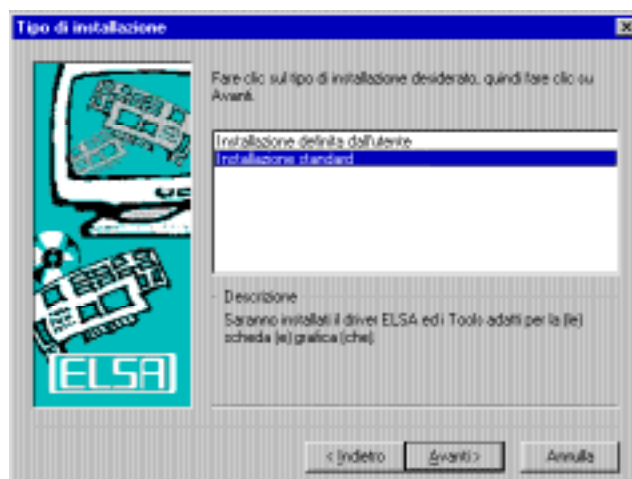 Tipo di installazione
Fare clic sul tipo di installazione desiderato, quindi fare clic su
Avanti.
Installazione definita dall'utente
Installazione standard
Descrizione
Saranno installati il driver ELSA ed i Tools adatti per la (le)
scheda (e) grafica (che).
ELSA
< Indietro
Avanti >
Annulla